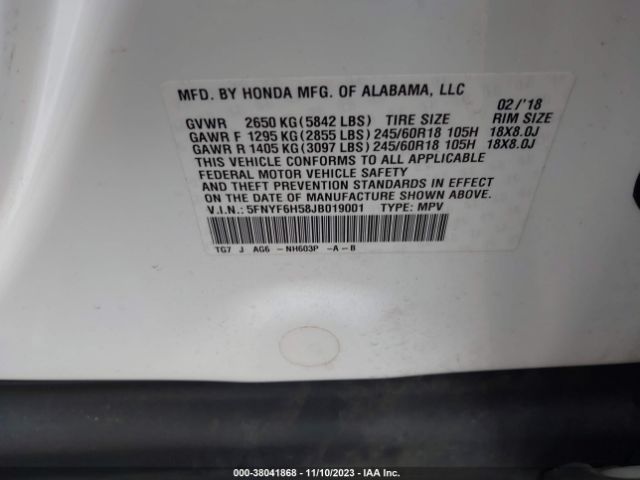 MFD. BY HONDA MFG. OF ALABAMA, LLC 02/'18
GVWR 2650 KG(5842 LBS) TIRE SIZE RIM SIZE
GAWR F 1295 KG(2855 LBS)245/60R18 105H 18X8.0J
GAWR R 1405 KG(3097 LBS)245/60R18 105H 18X8.0J
THIS VEHICLE CONFORMS TO ALL APPLICABLE
FEDERAL MOTOR VEHICLE SAFETY
AND THEFT PREVENTION STANDARDS IN EFFECT
ON THE DATE OF MANUFACTURE SHOWN ABOVE.
V.I.N.: 5FNYF6H58JB019001 TYPE: MPV
TG7 J AG6 -NH603P -A-B
000-38041868 - 11/10/2023 - IAA Inc.